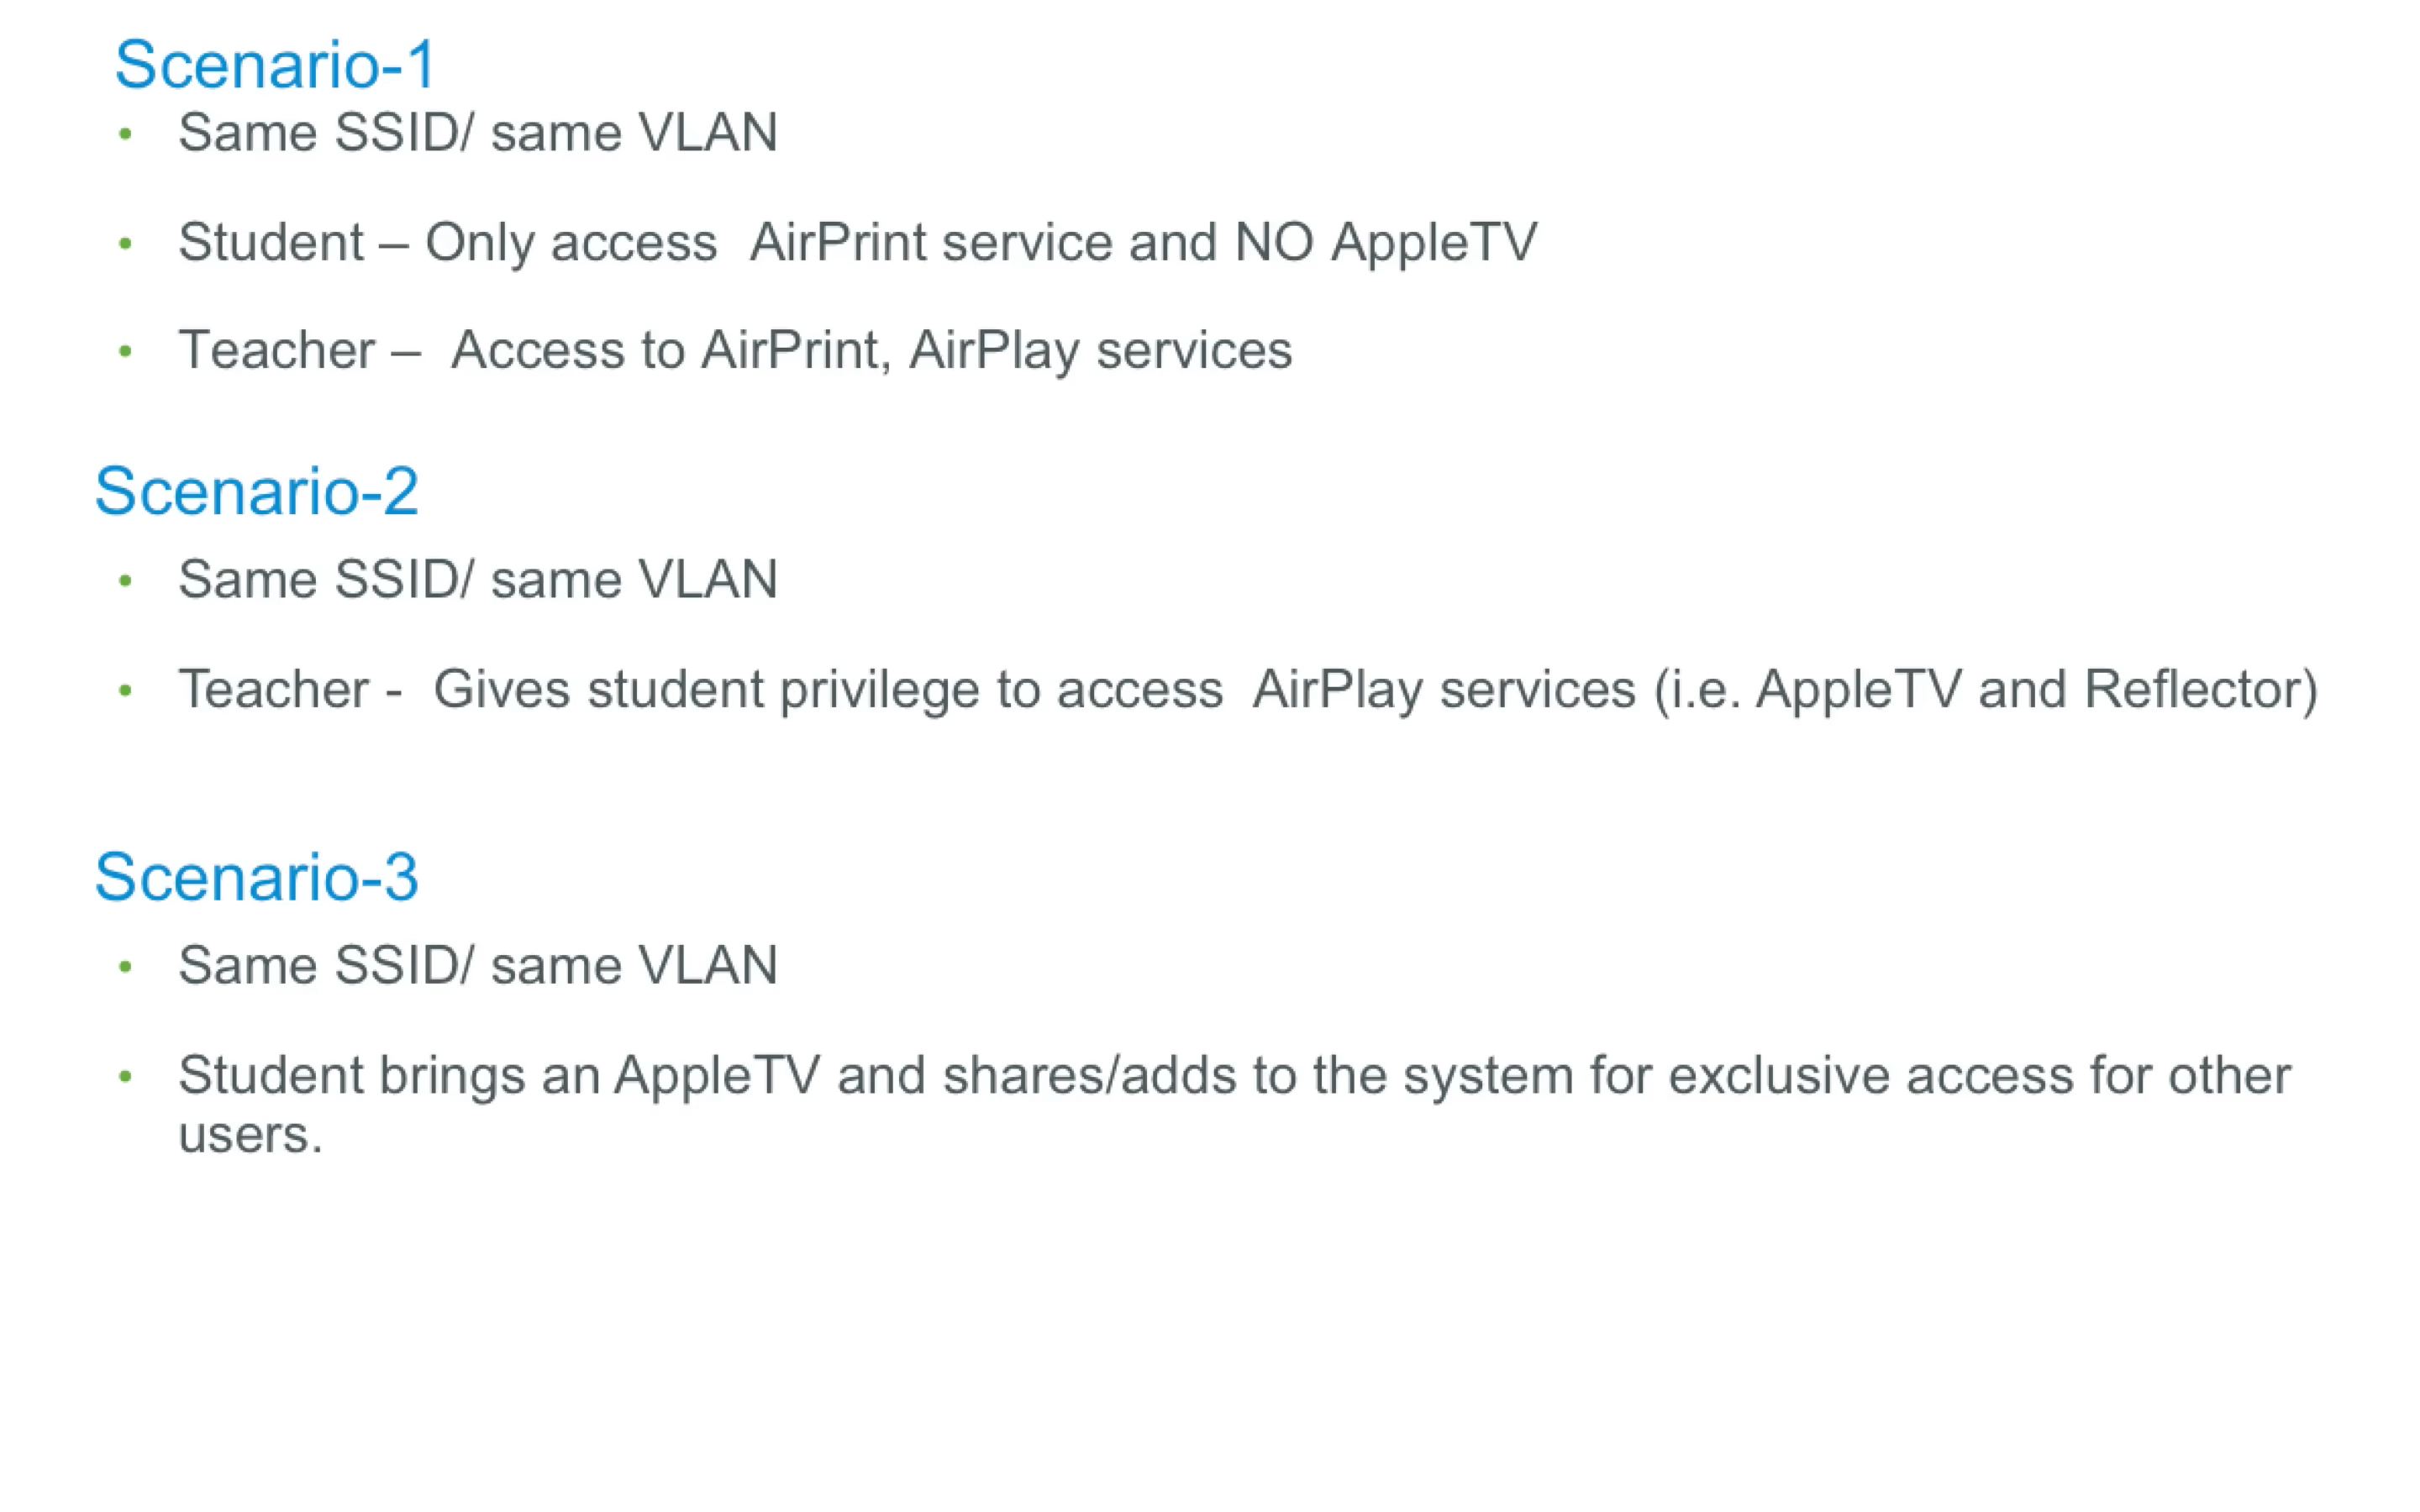 Scenario-1
• Same SSID/ same VLAN
• Student – Only access  AirPrint service and NO AppleTV
• Teacher –  Access to AirPrint, AirPlay services
Scenario-2
• Same SSID/ same VLAN
• Teacher -  Gives student privilege to access  AirPlay services (i.e. AppleTV and Reflector)
Scenario-3
• Same SSID/ same VLAN
• Student brings an AppleTV and shares/adds to the system for exclusive access for other
users.